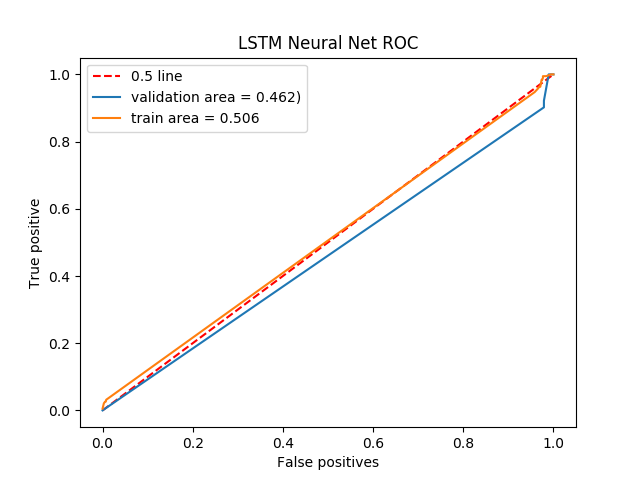 LSTM Neural Net ROC
0.5 line
validation area = 0.462)
train area = 0.506
True positive
1.0
0.8
0.6
0.4
0.2
0.0
0.0 0.2 0.4 0.6 0.8 1.0
False positives